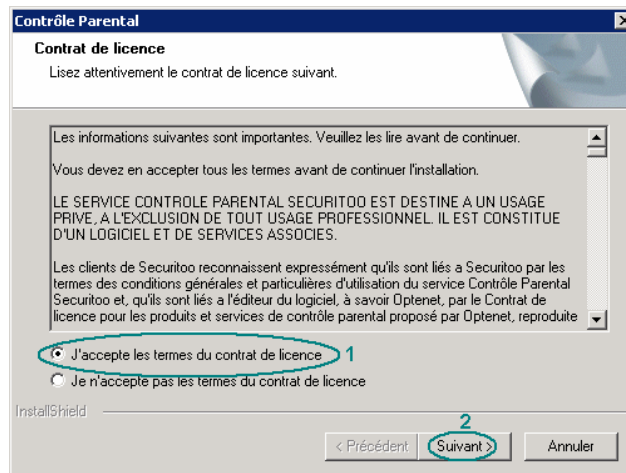 Contrôle Parental
Contrat de licence
Lisez attentivement le contrat de licence suivant.
Les informations suivantes sont importantes. Veuillez les lire avant de continuer.
Vous devez en accepter tous les termes avant de continuer l'installation.
LE SERVICE CONTROLE PARENTAL SECURITOO EST DESTINE A UN USAGE
PRIVE, A L'EXCLUSION DE TOUT USAGE PROFESSIONNEL. IL EST CONSTITUE
D'UN LOGICIEL ET DE SERVICES ASSOCIES.
Les clients de Securitoo reconnaissent expressément qu'ils sont liés a Securitoo par les
termes des conditions générales et particulières d'utilisation du service Contrôle Parental
Securitoo et, qu'ils sont liés a l'éditeur du logiciel, à savoir Optenet, par le Contrat de
licence pour les produits et services de contrôle parental proposé par Optenet, reproduite
J'accepte les termes du contrat de licence 1
Je n'accepte pas les termes du contrat de licence
InstallShield
2
< Précédent Suivant > Annuler